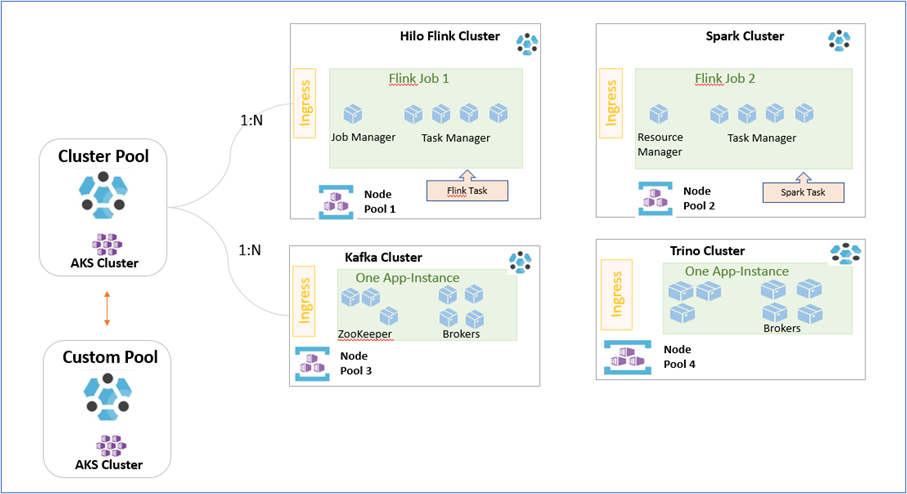 Cluster Pool
AKS Cluster
Custom Pool
AKS Cluster
1:N
1:N
Hilo Flink Cluster
Ingress
Flink Job 1
Job Manager
Task Manager
Flink Task
Node
Pool 1
Spark Cluster
Ingress
Flink Job 2
Resource
Manager
Task Manager
Spark Task
Node
Pool 2
Kafka Cluster
Ingress
One App-Instance
ZooKeeper
Brokers
Node
Pool 3
Trino Cluster
Ingress
One App-Instance
Brokers
Node
Pool 4